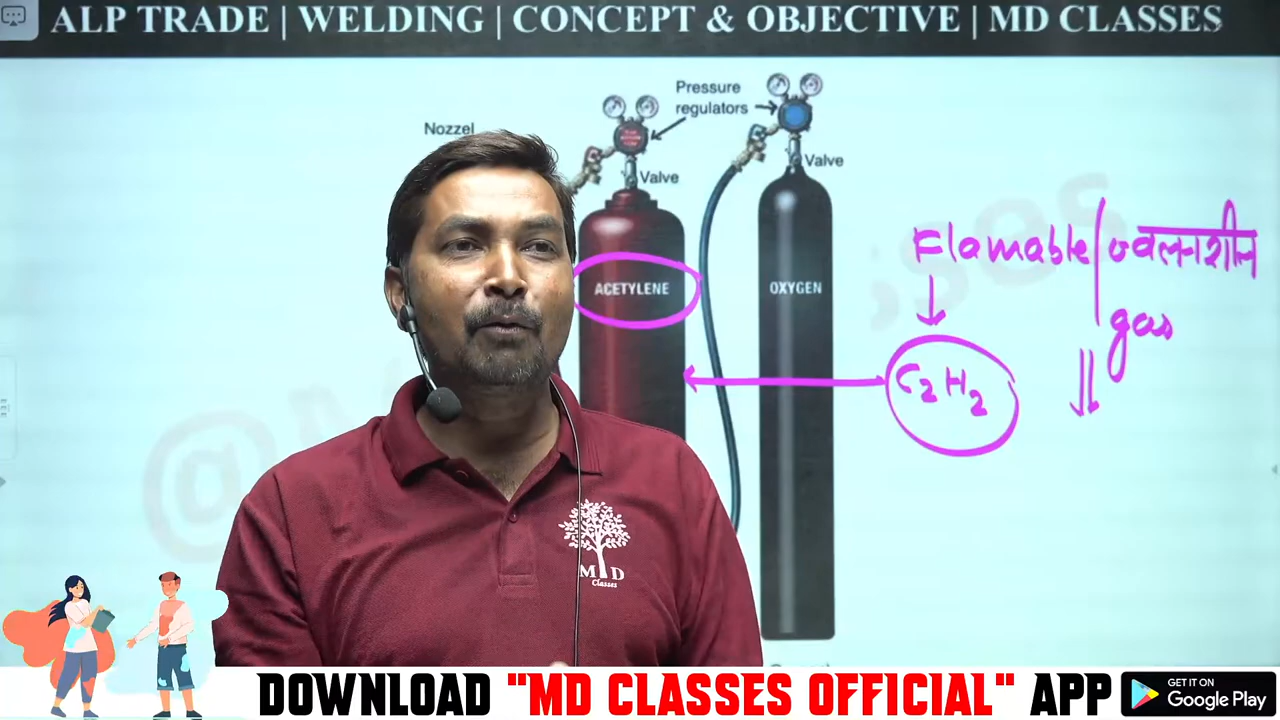 ALP TRADE | WELDING | CONCEPT & OBJECTIVE | MD CLASSES
Pressure
regulators
Nozzel
Valve
Valve
ACETYLENE
OXYGEN
Flamable/ज्वलनशील
gas
C2H2
MD
Classes
DOWNLOAD "MD CLASSES OFFICIAL" APP
GET IT ON
Google Play